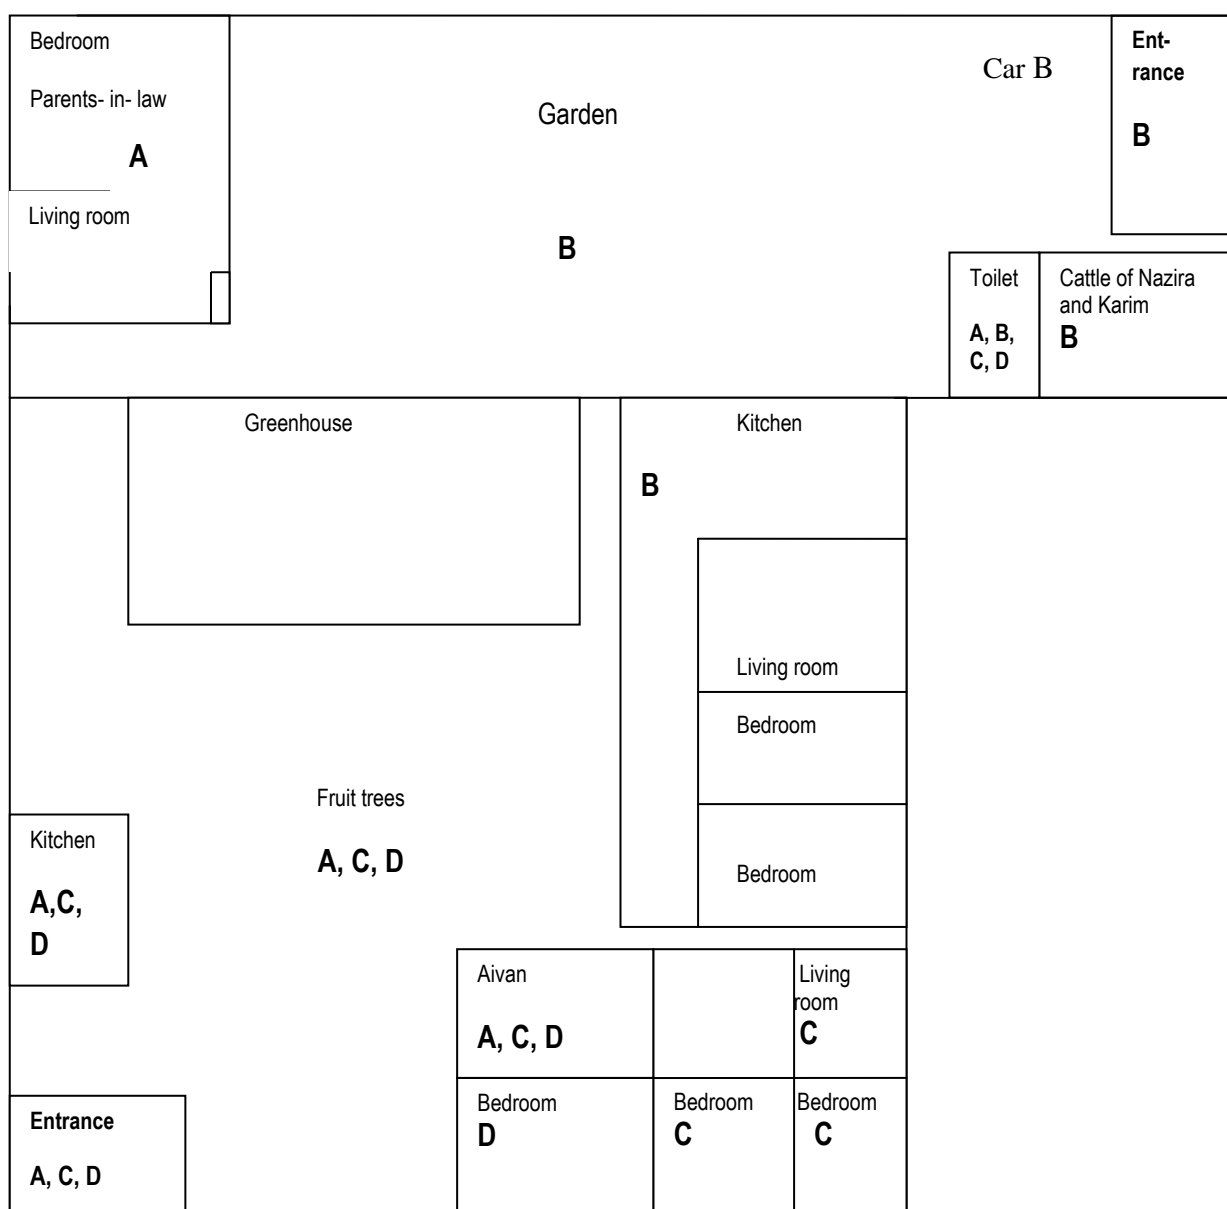 Bedroom
Parents- in- law
A
Living room
Garden
B
Car B
Ent-
rance
B
Toilet
A, B,
C, D
Cattle of Nazira
and Karim
B
Greenhouse
Kitchen
B
Living room
Bedroom
Bedroom
Fruit trees
A, C, D
Kitchen
A,C,
D
Aivan
A, C, D
Living
room
C
Bedroom
D
Bedroom
C
Bedroom
C
Entrance
A, C, D